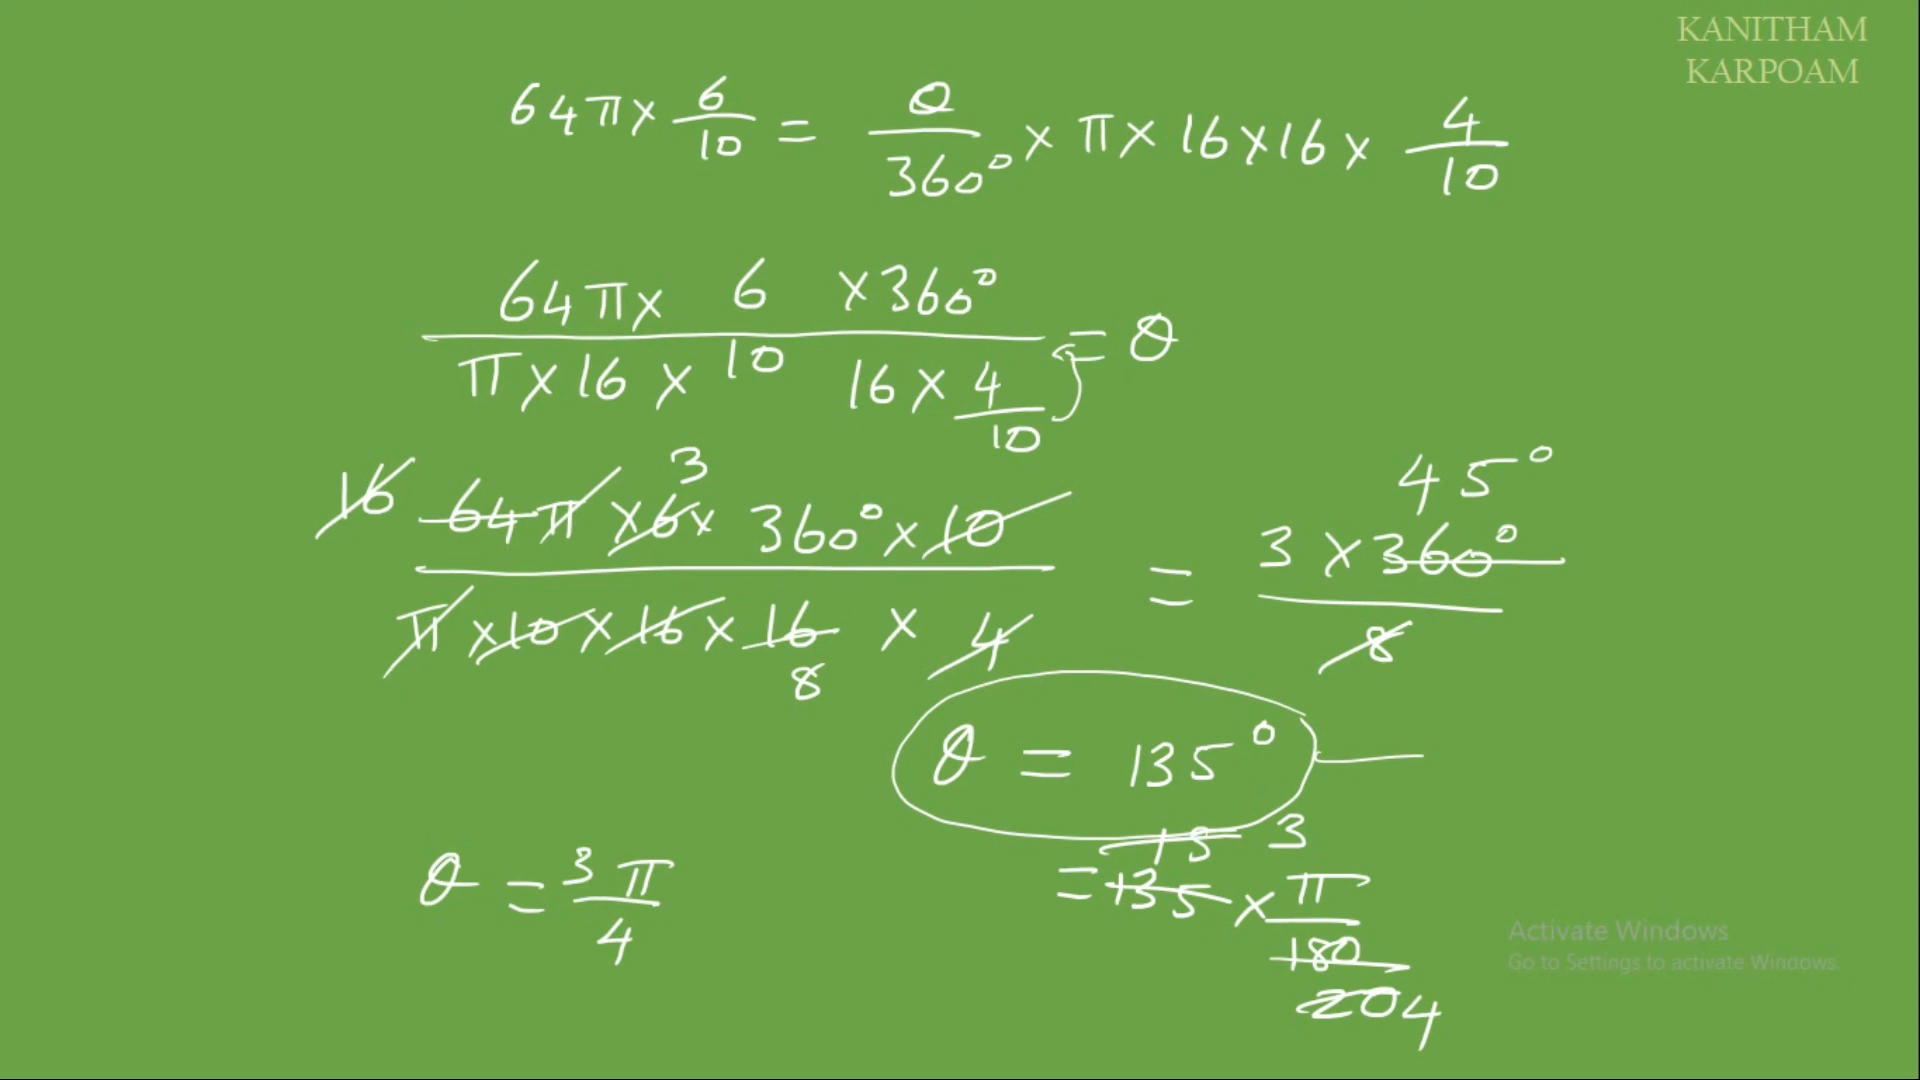 KANITHAM
KARPOAM
64π × 6/10 = θ/360° × π × 16 × 16 × 4/10
64π × 6 × 360°
π × 16 × 10 16 × 4/10 = θ
3
16 64π × 6 × 360° × 10
π × 10 × 16 × 16 × 4
8
45°
= 3 × 360°
8
θ = 135°
15 3
= 135 × π
180
20 4
θ = 3π/4
Activate Windows
Go to Settings to activate Windows.